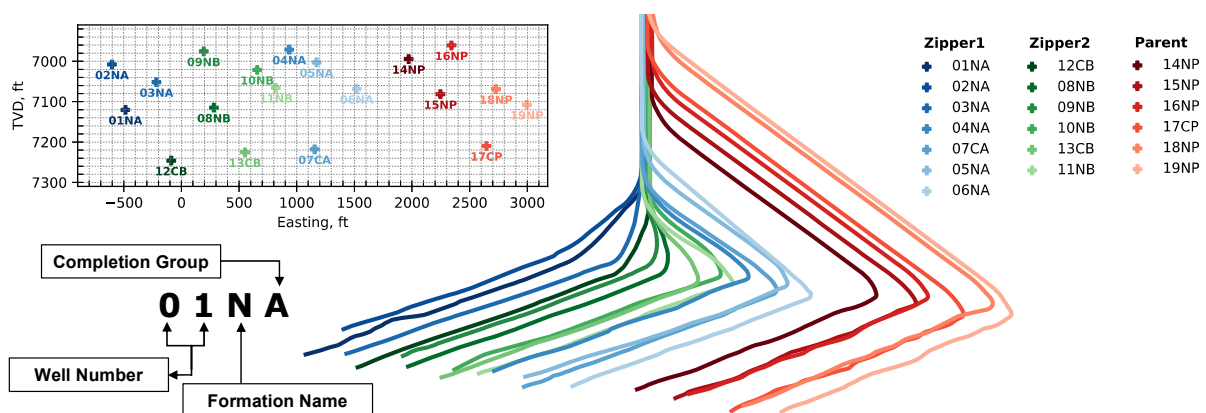 7000
7100
7200
7300
TVD, ft
−500
0
500
1000
1500
2000
2500
3000
Easting, ft
02NA
03NA
01NA
09NB
08NB
12CB
10NB
11NB
13CB
04NA
05NA
06NA
07CA
14NP
15NP
16NP
18NP
19NP
17CP
Zipper1
01NA
02NA
03NA
04NA
07CA
05NA
06NA
Zipper2
12CB
08NB
09NB
10NB
13CB
11NB
Parent
14NP
15NP
16NP
17CP
18NP
19NP
Completion Group
0 1 N A
Well Number
Formation Name